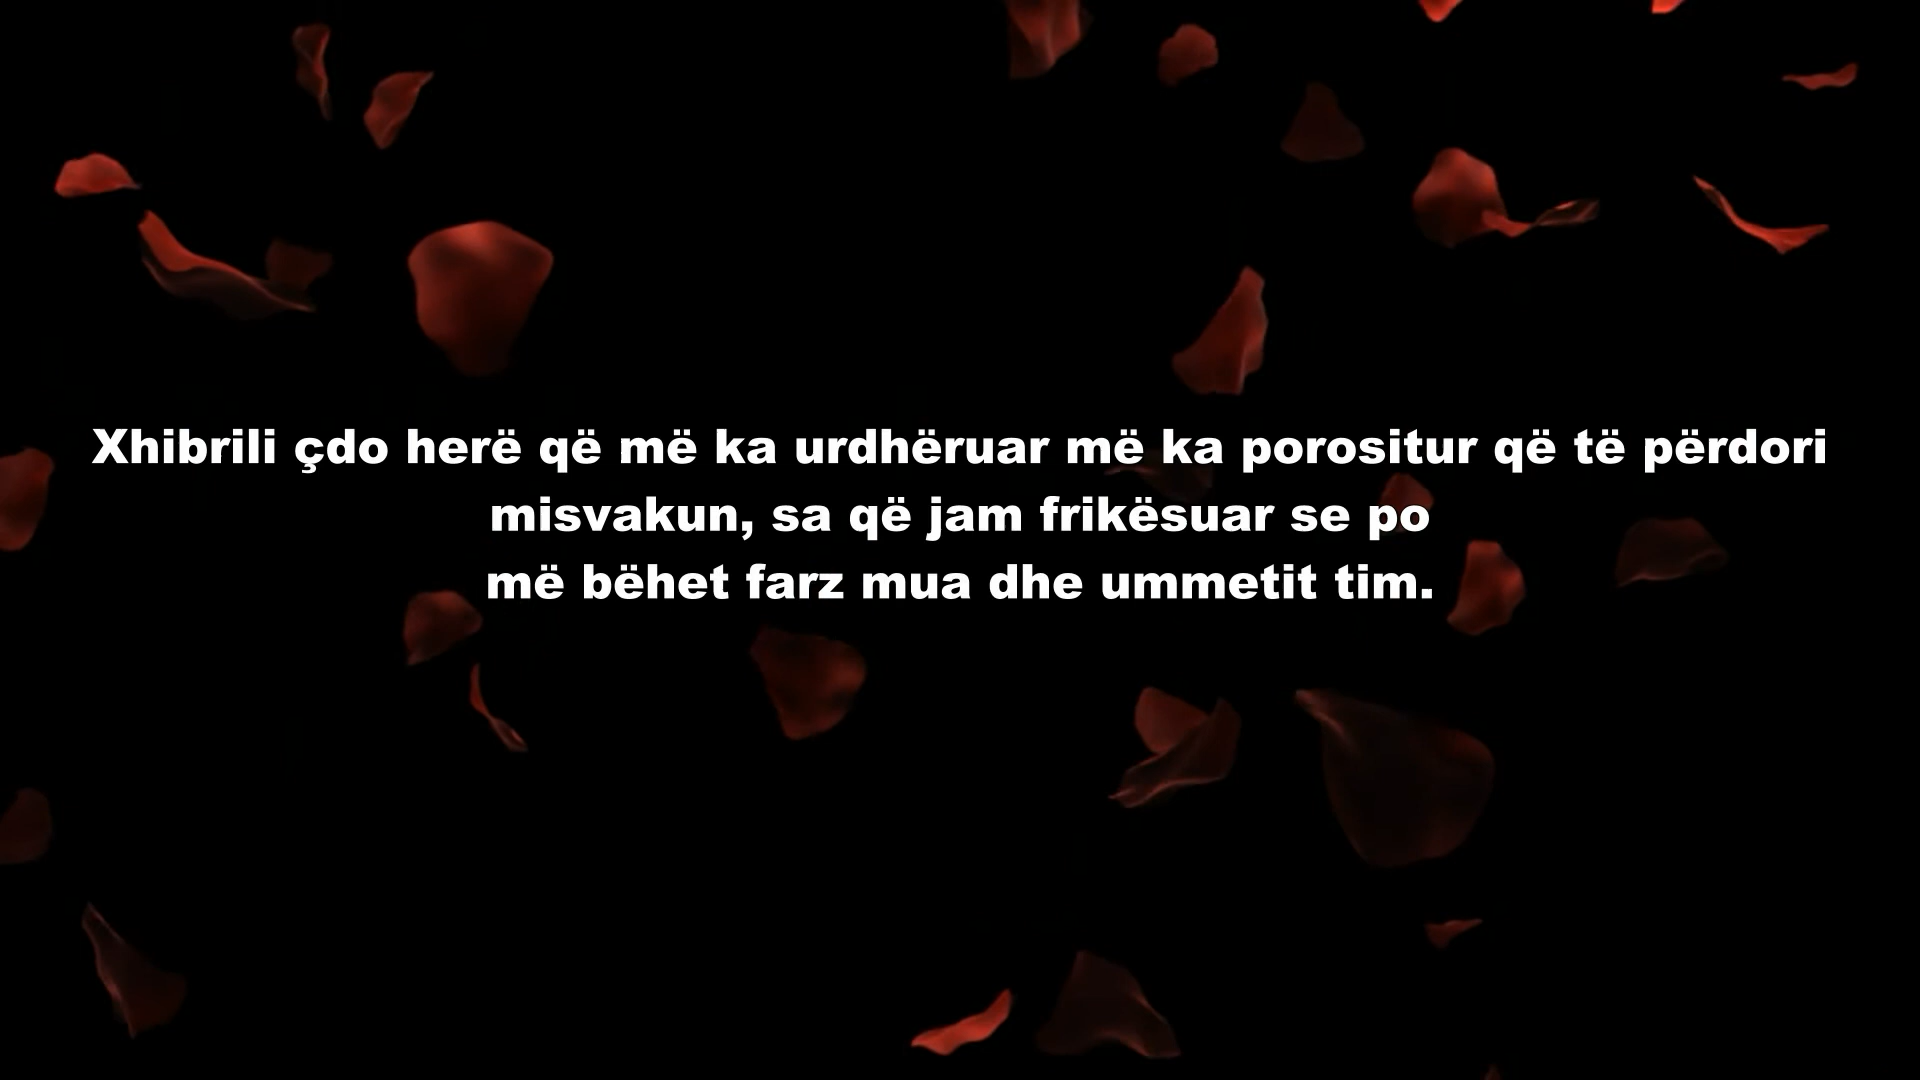 Xhibrili çdo herë që më ka urdhëruar më ka porositur që të përdori
misvakun, sa që jam frikësuar se po
më bëhet farz mua dhe ummetit tim.